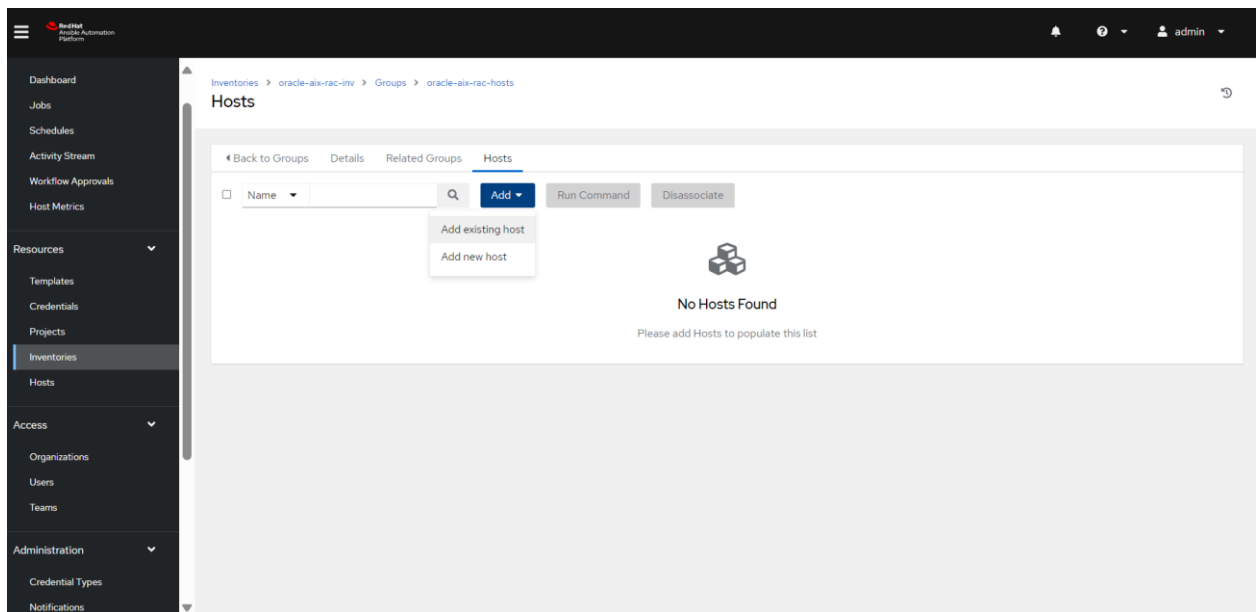 RedHat
Ansible Automation
Platform
admin
Dashboard
Jobs
Schedules
Activity Stream
Workflow Approvals
Host Metrics
Resources
Templates
Credentials
Projects
Inventories
Hosts
Access
Organizations
Users
Teams
Administration
Credential Types
Notifications
Inventories > oracle-aix-rac-inv > Groups > oracle-aix-rac-hosts
Hosts
Back to Groups Details Related Groups Hosts
Name Add Run Command Disassociate
Add existing host
Add new host
No Hosts Found
Please add Hosts to populate this list